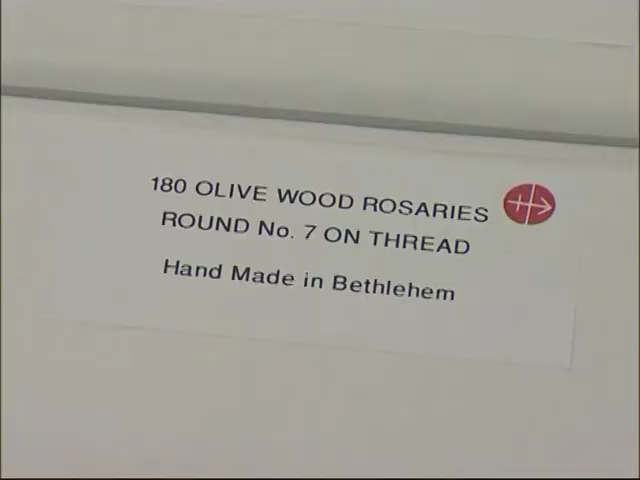 180 OLIVE WOOD ROSARIES
ROUND No. 7 ON THREAD
Hand Made in Bethlehem